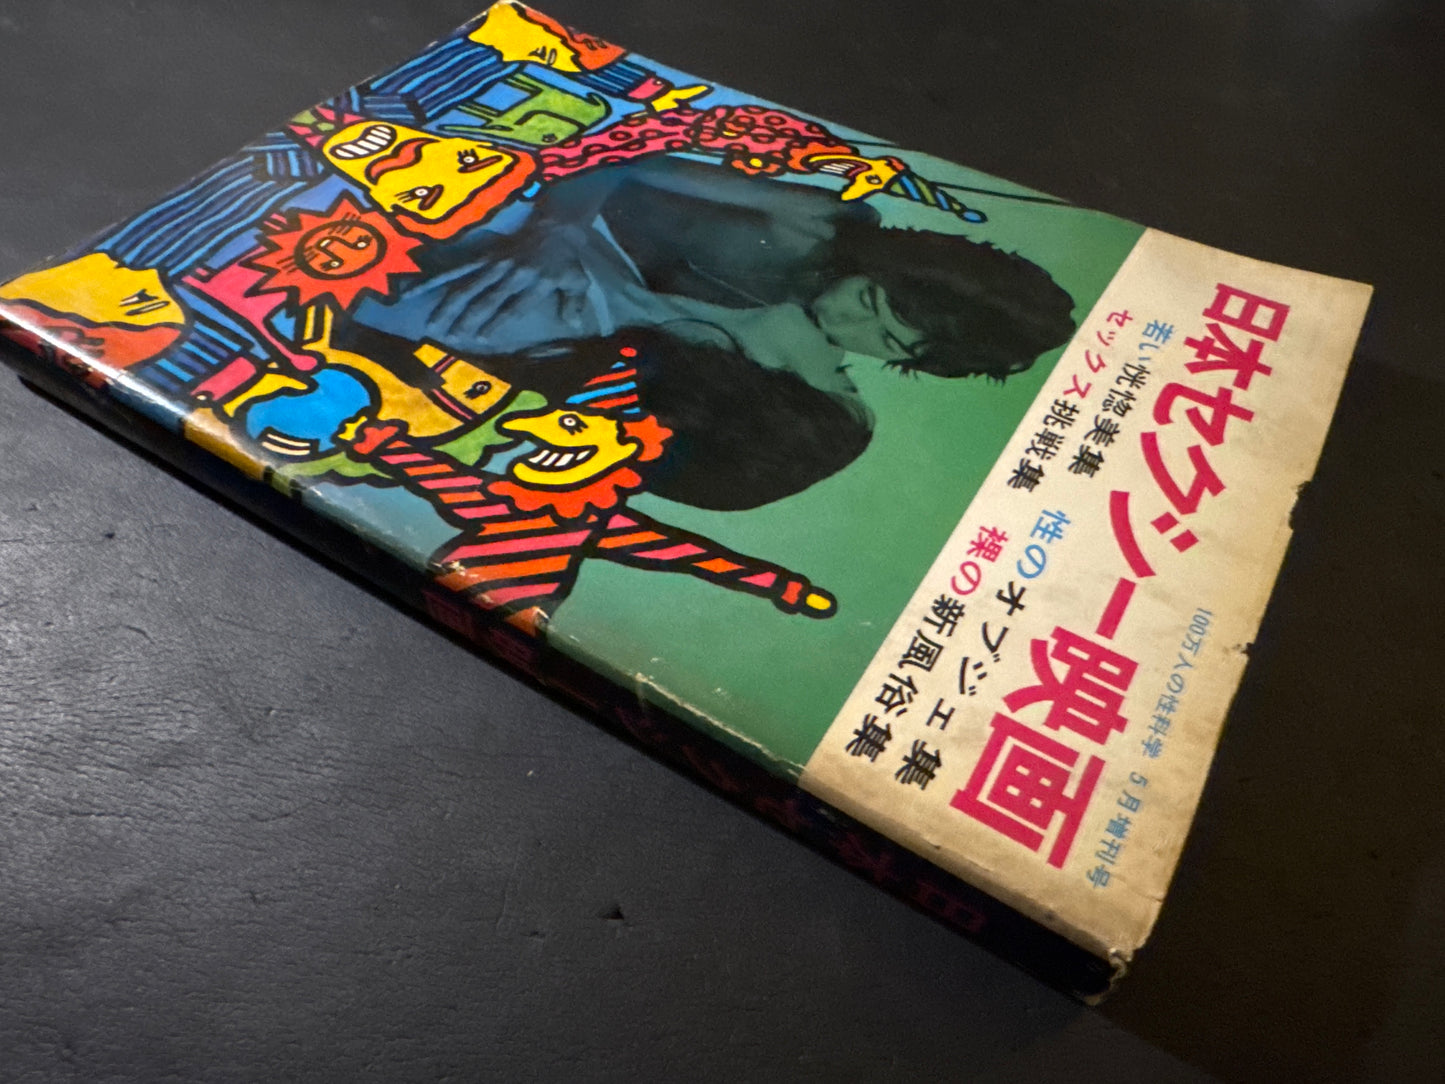 100万人の性科学 5月増刊号
日本セクシー映画
若い恍惚美集
セックス挑戦集
性のオブジェ集
裸の新風俗集